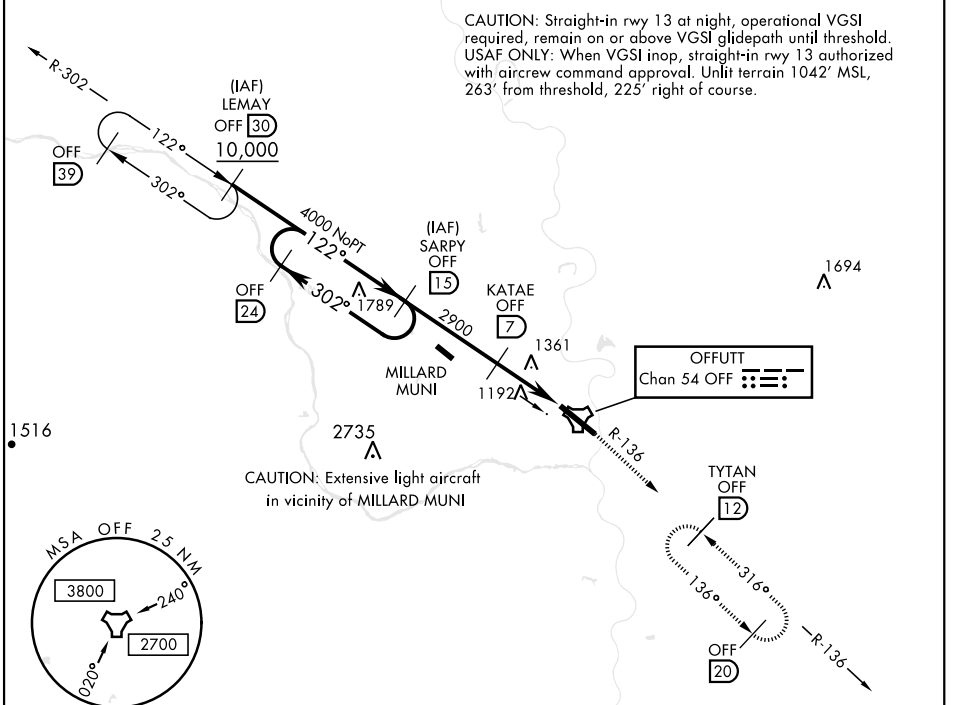 CAUTION: Straight-in rwy 13 at night, operational VGSI
required, remain on or above VGSI glidepath until threshold.
USAF ONLY: When VGSI inop, straight-in rwy 13 authorized
with aircrew command approval. Unlit terrain 1042’ MSL,
263’ from threshold, 225’ right of course.
R-302
(IAF)
LEMAY
OFF 30
10,000
122°
302°
OFF
39
4000 NoPT
122°
302°
OFF
24
(IAF)
SARPY
OFF
15
1789
2900
KATAE
OFF
7
1694
1361
1192
MILLARD
MUNI
OFFUTT
Chan 54 OFF
R-136
1516
2735
CAUTION: Extensive light aircraft
in vicinity of MILLARD MUNI
TYTAN
OFF
12
316°
136°
OFF
20
R-136
MSA OFF 25 NM
3800
240°
2700
020°